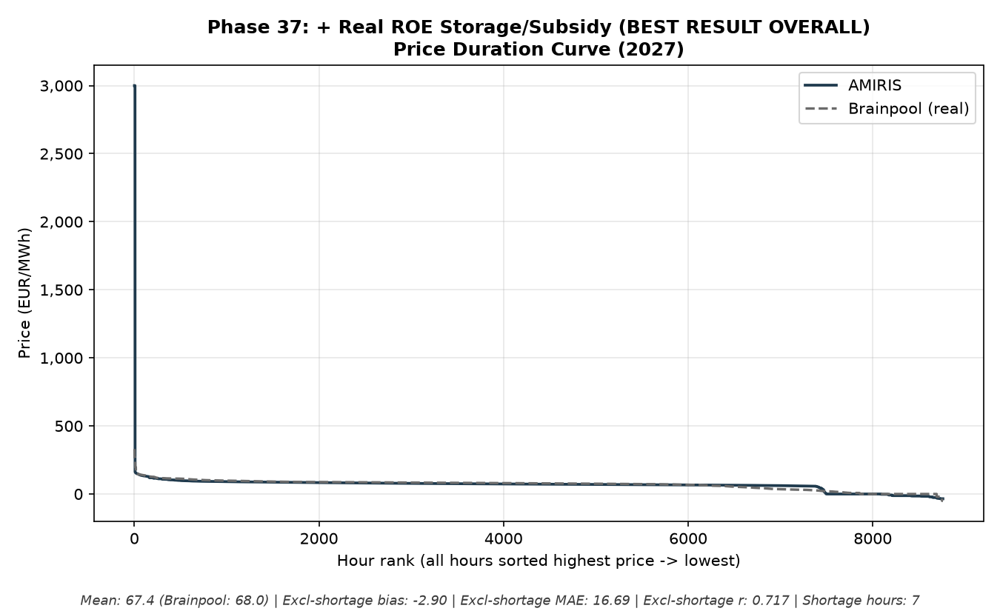 Phase 37: + Real ROE Storage/Subsidy (BEST RESULT OVERALL)
Price Duration Curve (2027)
AMIRIS
Brainpool (real)
Price (EUR/MWh)
3,000
2,500
2,000
1,500
1,000
500
0
0
2000
4000
6000
8000
Hour rank (all hours sorted highest price -> lowest)
Mean: 67.4 (Brainpool: 68.0) | Excl-shortage bias: -2.90 | Excl-shortage MAE: 16.69 | Excl-shortage r: 0.717 | Shortage hours: 7